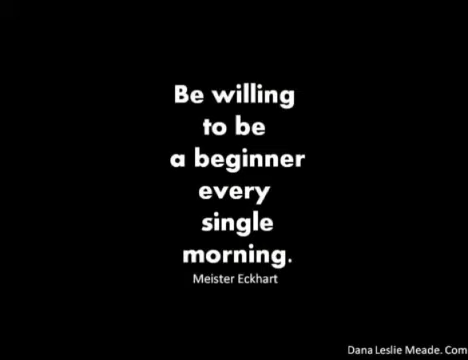 Be willing
to be
a beginner
every
single
morning.
Meister Eckhart
Dana Leslie Meade. Com